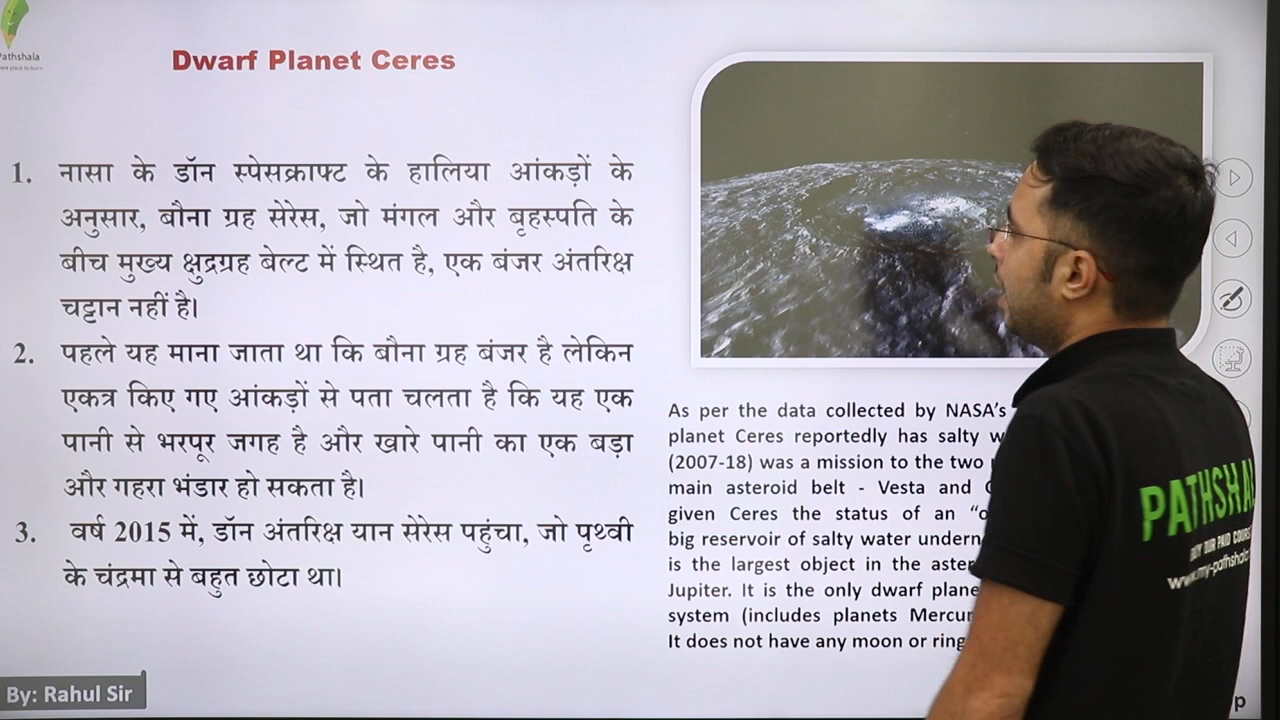 Pathshala
Dwarf Planet Ceres
1. नासा के डॉन स्पेसक्राफ्ट के हालिया आंकड़ों के
अनुसार, बौना ग्रह सेरेस, जो मंगल और बृहस्पति के
बीच मुख्य क्षुद्रग्रह बेल्ट में स्थित है, एक बंजर अंतरिक्ष
चट्टान नहीं है।
2. पहले यह माना जाता था कि बौना ग्रह बंजर है लेकिन
एकत्र किए गए आंकड़ों से पता चलता है कि यह एक
पानी से भरपूर जगह है और खारे पानी का एक बड़ा
और गहरा भंडार हो सकता है।
3. वर्ष 2015 में, डॉन अंतरिक्ष यान सेरेस पहुंचा, जो पृथ्वी
के चंद्रमा से बहुत छोटा था।
As per the data collected by NASA's
planet Ceres reportedly has salty
(2007-18) was a mission to the two
main asteroid belt - Vesta and
given Ceres the status of an
big reservoir of salty water
is the largest object in the
Jupiter. It is the only dwarf
system (includes planets
It does not have any moon or
PATHSHA
www.my-pathshal
By: Rahul Sir